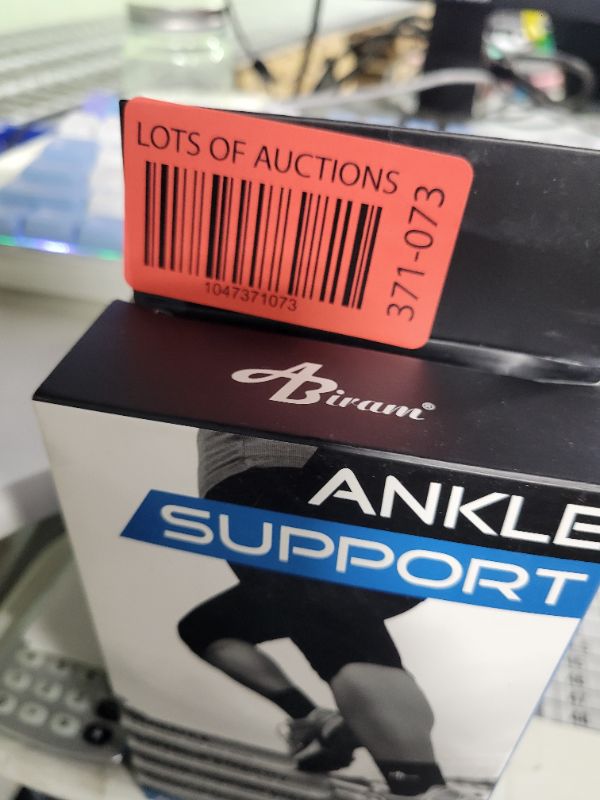 LOTS OF AUCTIONS
1047371073
371-073
ABiram®
ANKLE
SUPPORT